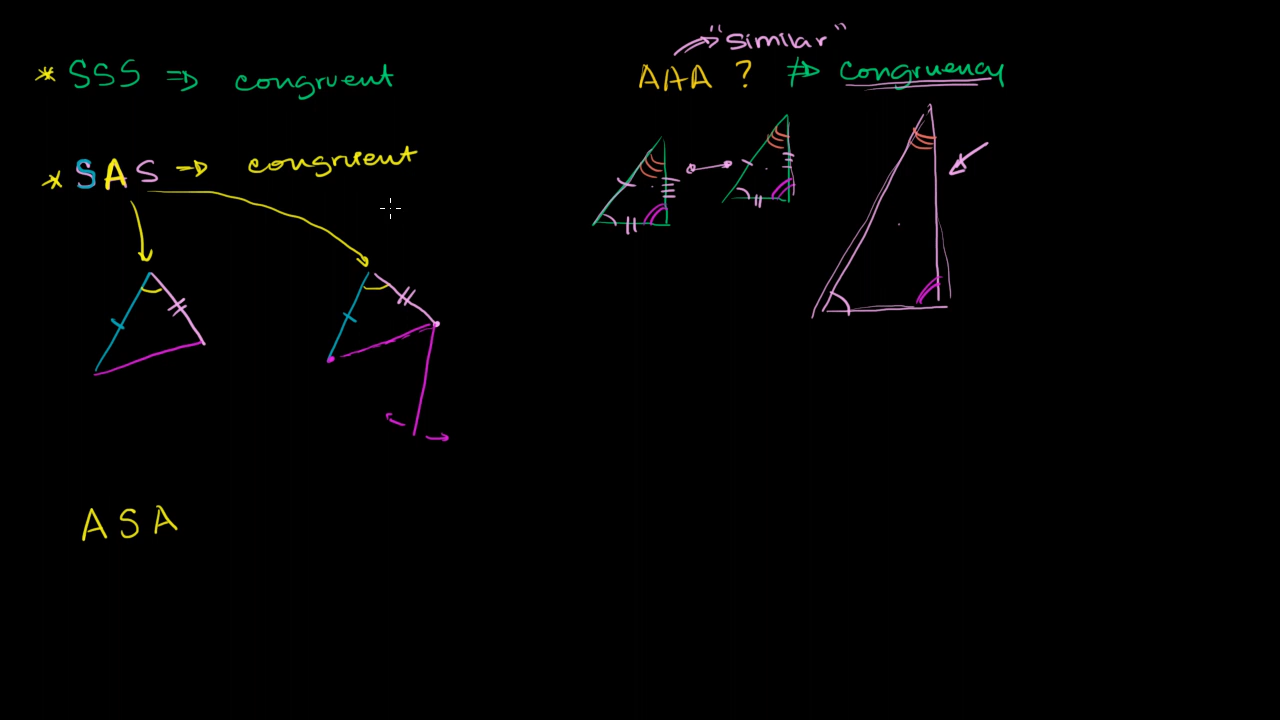 * SSS => congruent
* SAS => congruent
ASA
"Similar"
AAA ? ≠> congruency